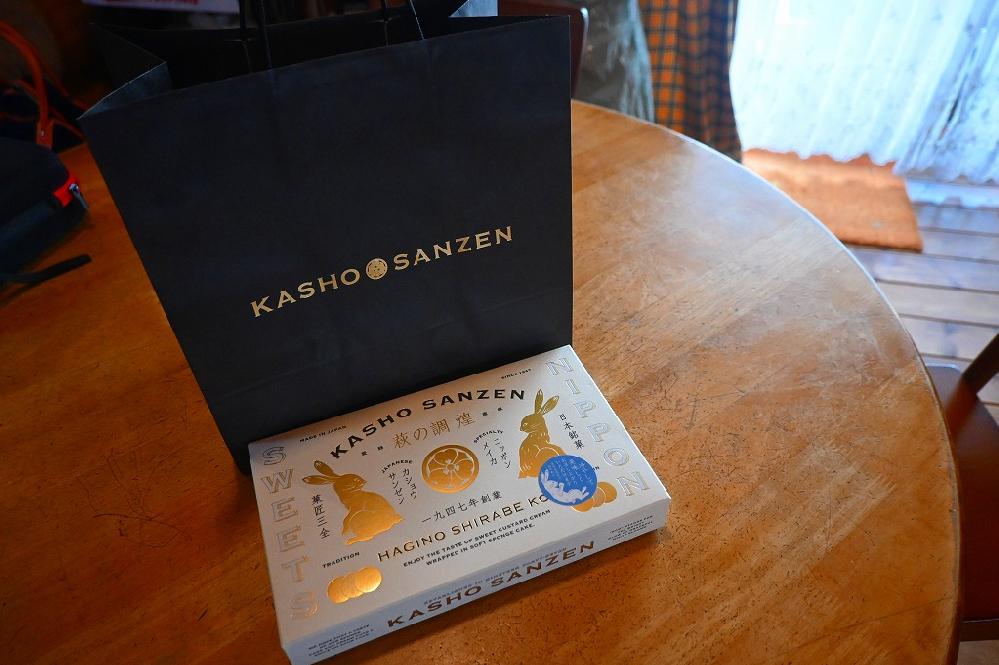 KASHO SANZEN
MADE IN JAPAN
SINCE 1947
KASHO SANZEN
萩の調 煌
SWEETS
NIPPON
JAPANESE
カショウ
サンゼン
SPECIALITY
ニッポン
メイカ
菓匠三全
日本銘菓
一九四七年創業
HAGINO SHIRABE KO
TRADITION
ENJOY THE TASTE OF SWEET CUSTARD CREAM
WRAPPED IN SOFT SPONGE CAKE.
KASHO SANZEN